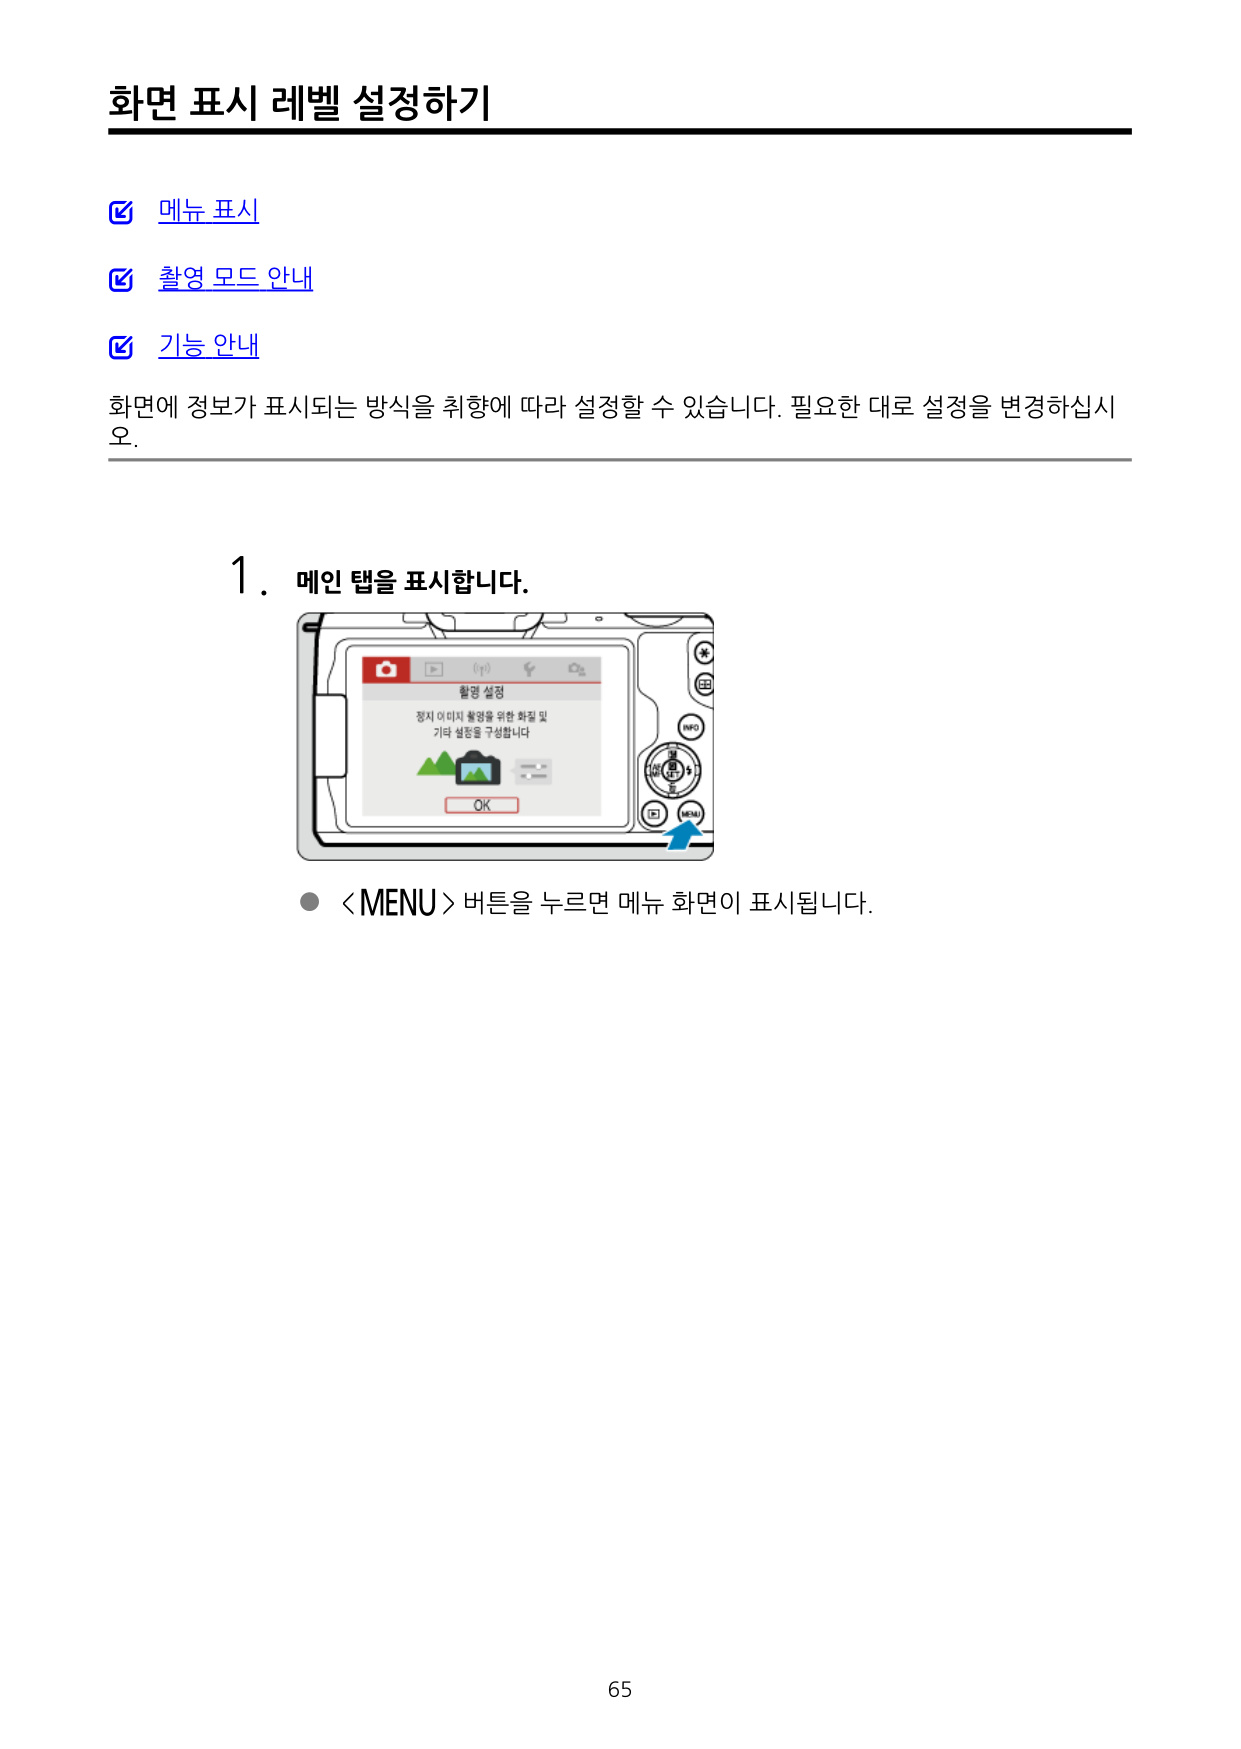 화면 표시 레벨 설정하기
메뉴 표시
촬영 모드 안내
기능 안내
화면에 정보가 표시되는 방식을 취향에 따라 설정할 수 있습니다. 필요한 대로 설정을 변경하십시
오.
1. 메인 탭을 표시합니다.
촬영 설정
정지 이미지 촬영을 위한 화질 및
기타 설정을 구성합니다
OK
INFO
SET
MENU
<MENU> 버튼을 누르면 메뉴 화면이 표시됩니다.
65